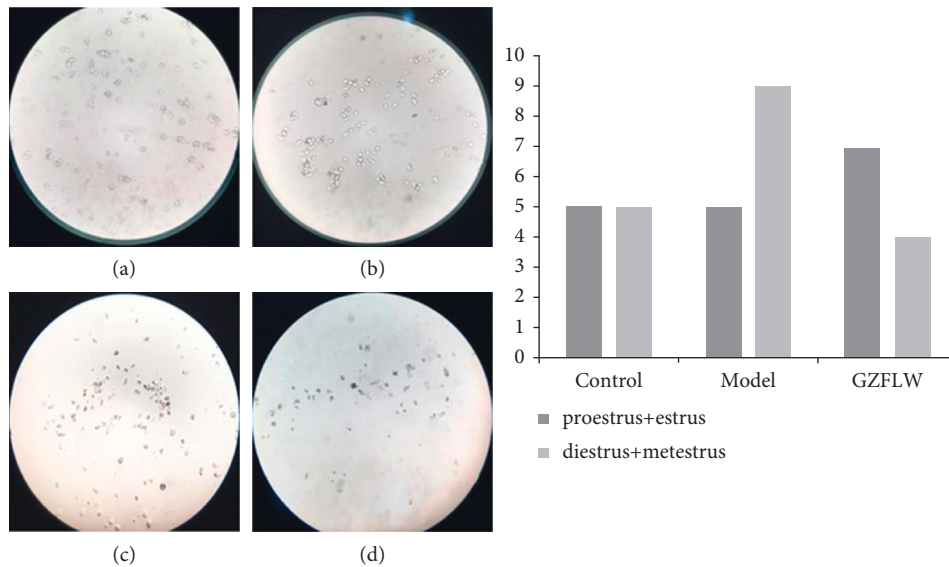 (a)
(b)
(c)
(d)
10
9
8
7
6
5
4
3
2
1
0
Control
Model
GZFLW
proestrus+estrus
diestrus+metestrus